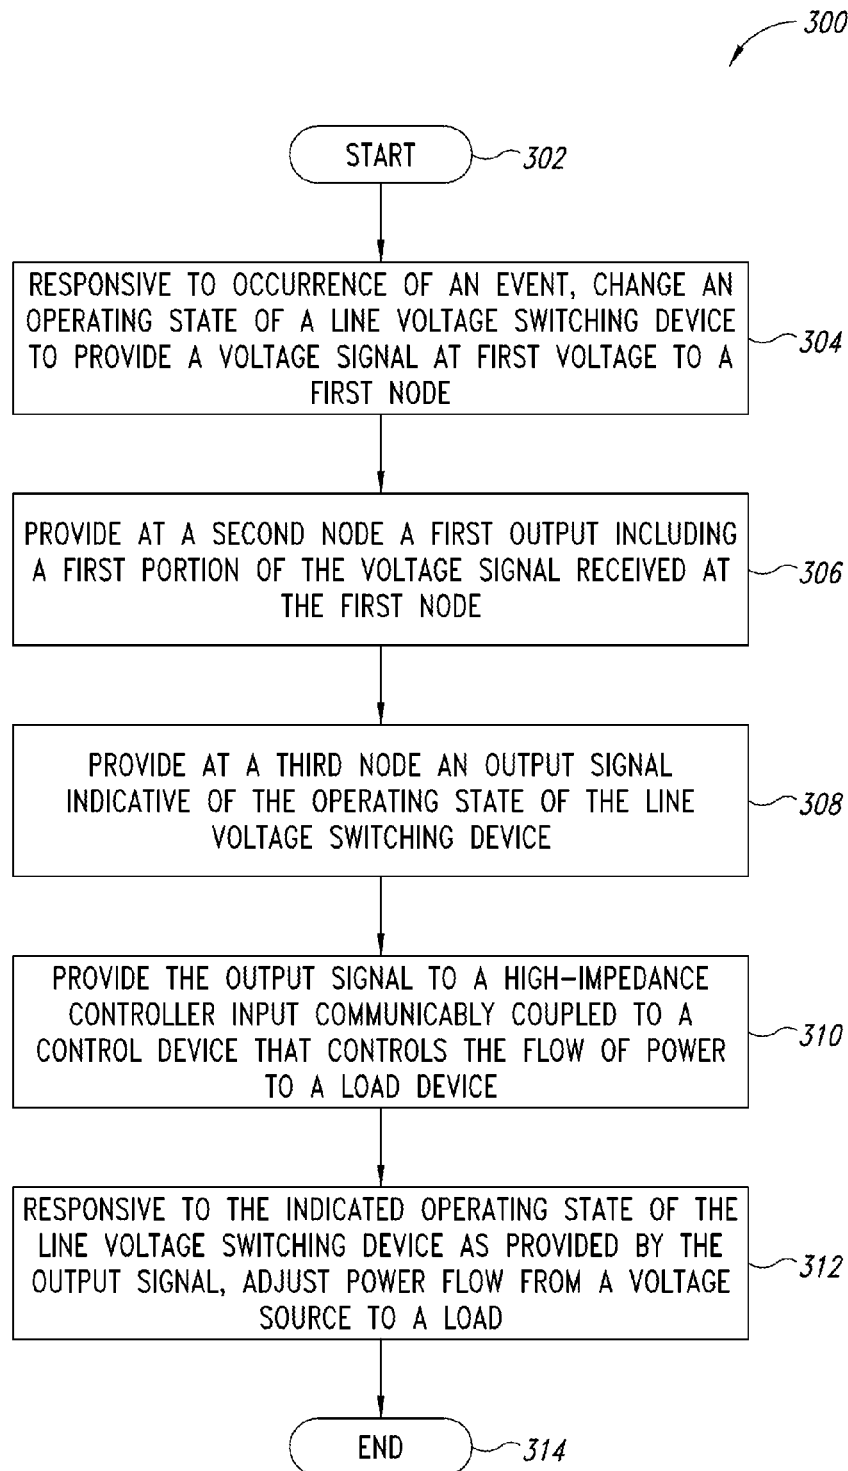 300
START
302
RESPONSIVE TO OCCURRENCE OF AN EVENT, CHANGE AN
OPERATING STATE OF A LINE VOLTAGE SWITCHING DEVICE
TO PROVIDE A VOLTAGE SIGNAL AT FIRST VOLTAGE TO A
FIRST NODE
304
PROVIDE AT A SECOND NODE A FIRST OUTPUT INCLUDING
A FIRST PORTION OF THE VOLTAGE SIGNAL RECEIVED AT
THE FIRST NODE
306
PROVIDE AT A THIRD NODE AN OUTPUT SIGNAL
INDICATIVE OF THE OPERATING STATE OF THE LINE
VOLTAGE SWITCHING DEVICE
308
PROVIDE THE OUTPUT SIGNAL TO A HIGH-IMPEDANCE
CONTROLLER INPUT COMMUNICABLY COUPLED TO A
CONTROL DEVICE THAT CONTROLS THE FLOW OF POWER
TO A LOAD DEVICE
310
RESPONSIVE TO THE INDICATED OPERATING STATE OF THE
LINE VOLTAGE SWITCHING DEVICE AS PROVIDED BY THE
OUTPUT SIGNAL, ADJUST POWER FLOW FROM A VOLTAGE
SOURCE TO A LOAD
312
END
314